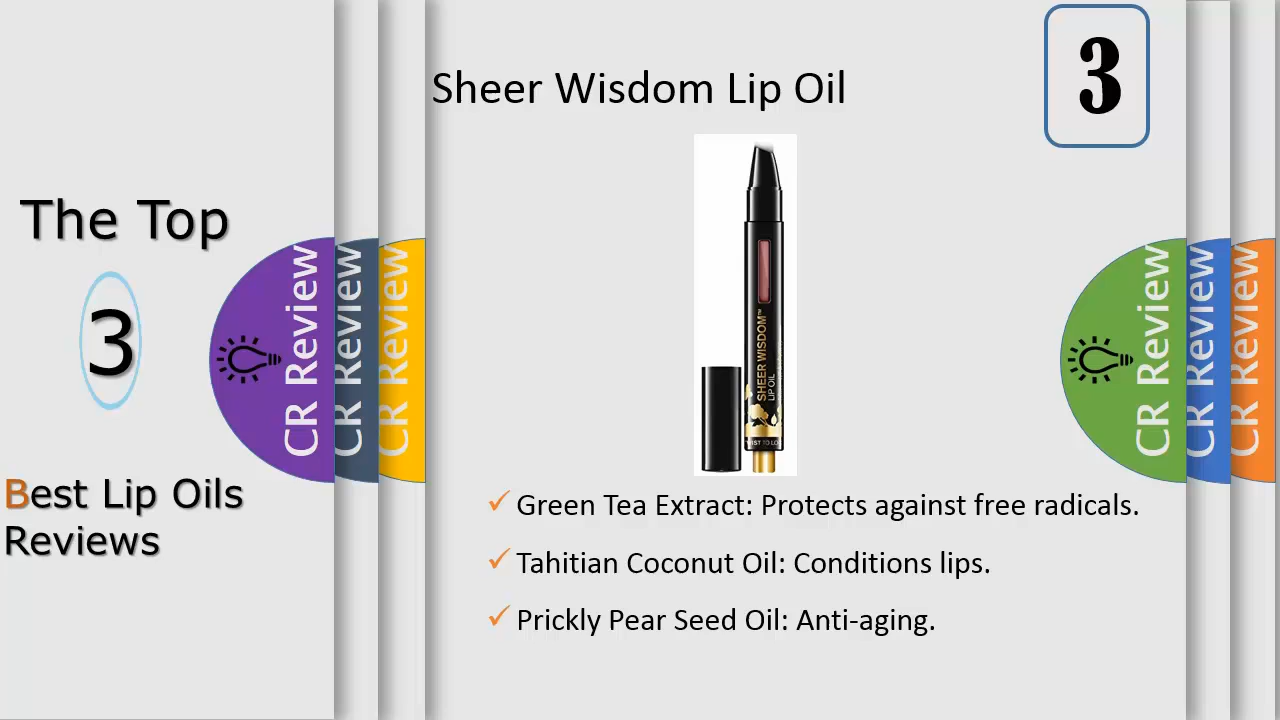 3
Sheer Wisdom Lip Oil
The Top
3
Best Lip Oils
Reviews
CR Review
CR Review
CR Review
SHEER WISDOM™
LIP OIL
CR Review
CR Review
CR Review
✓ Green Tea Extract: Protects against free radicals.
✓ Tahitian Coconut Oil: Conditions lips.
✓ Prickly Pear Seed Oil: Anti-aging.